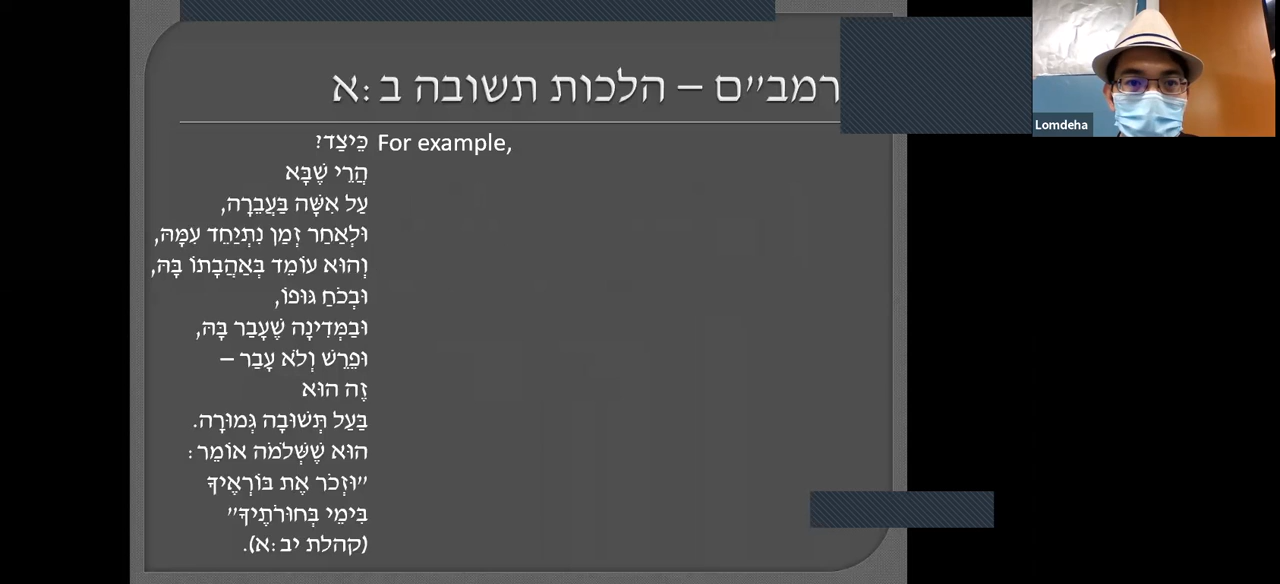 רמב״ם – הלכות תשובה ב:א
כֵּיצַד? For example,
הֲרֵי שֶׁבָּא
עַל אִשָּׁה בַּעֲבֵרָה,
וּלְאַחַר זְמַן נִתְיַחֵד עִמָּהּ,
וְהוּא עוֹמֵד בְּאַהֲבָתוֹ בָּהּ,
וּבְכֹחַ גּוּפוֹ,
וּבַמְּדִינָה שֶׁעָבַר בָּהּ,
וּפֵרֵשׁ וְלֹא עָבַר –
זֶה הוּא
בַּעַל תְּשׁוּבָה גְּמוּרָה.
הוּא שֶׁשְּׁלֹמֹה אוֹמֵר:
״וּזְכֹר אֶת בּוֹרְאֶיךָ
בִּימֵי בְּחוּרֹתֶיךָ״
(קהלת יב:א).
Lomdeha